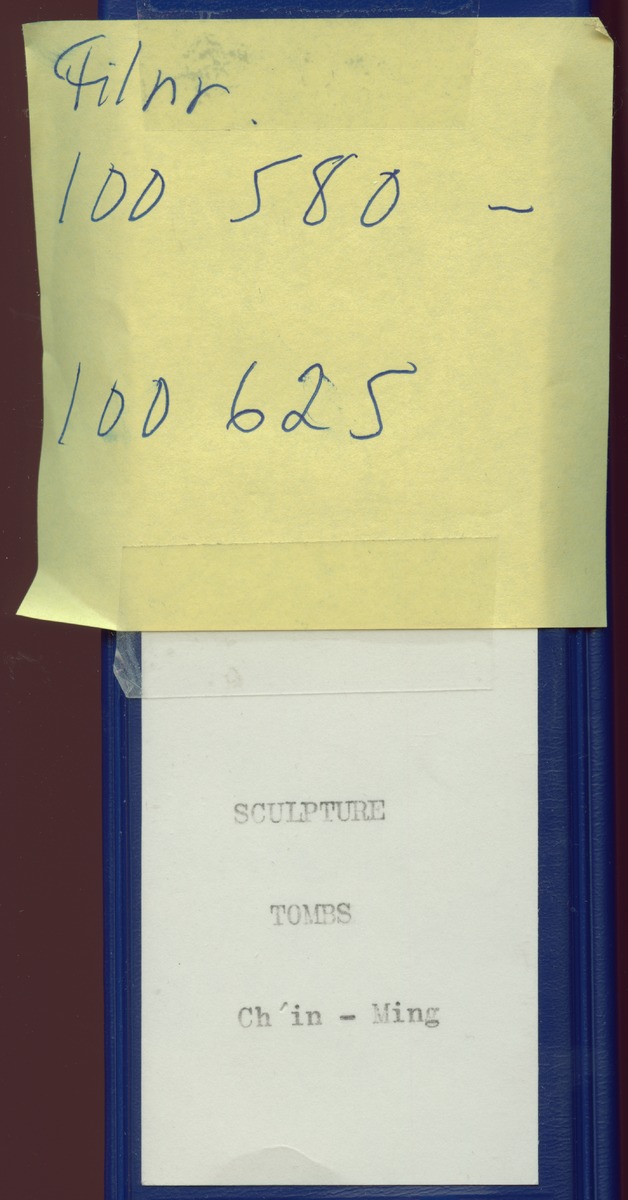 Filnr.
100 580 -
100 625
SCULPTURE
TOMBS
Ch´in - Ming